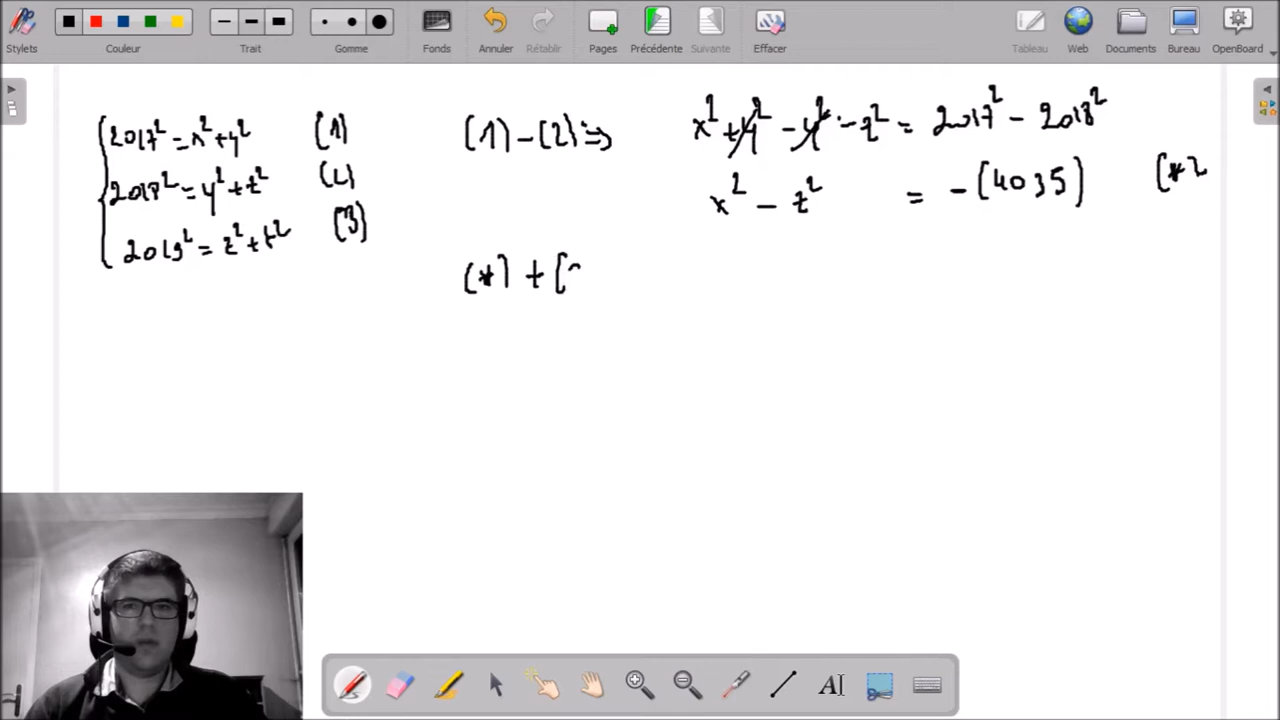 Stylets Couleur Trait Gomme Fonds Annuler Rétablir Pages Précédente Suivante Effacer Tableau Web Documents Bureau OpenBoard
2017² = x² + y² (1) (1) - (2) ⇒ x² + y² - y² - z² = 2017² - 2018²
2018² = y² + z² (2) x² - z² = - (4035) (*)
2019² = z² + t² (3)
(*) + (
AI